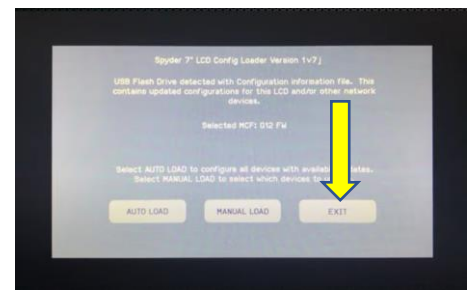 Spyder 7" LCD Config Loader Version 1v7j
USB Flash Drive detected with Configuration information file. This
contains updated configurations for this LCD and/or other network
devices.
Selected MCF: G12 FW
Select AUTO LOAD to configure all devices with available updates.
Select MANUAL LOAD to select which devices to
AUTO LOAD
MANUAL LOAD
EXIT